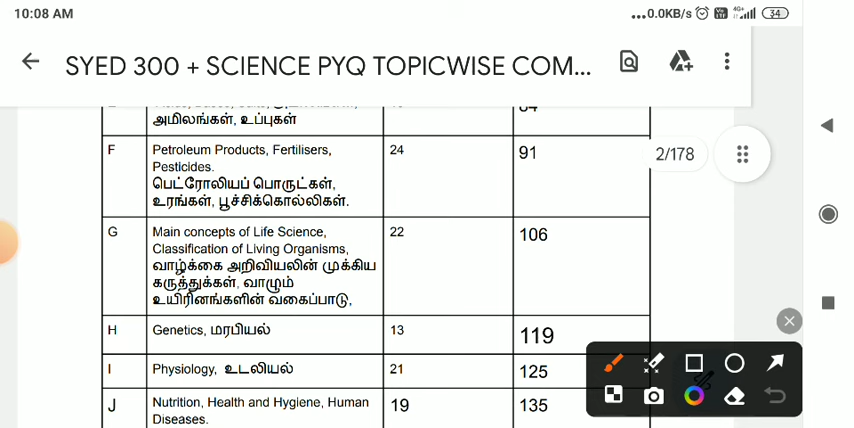 10:08 AM
...0.0KB/s
4G+
34
SYED 300 + SCIENCE PYQ TOPICWISE COM...
அமிலங்கள், உப்புகள்
F
Petroleum Products, Fertilisers,
Pesticides.
பெட்ரோலியப் பொருட்கள்,
உரங்கள், பூச்சிக்கொல்லிகள்.
24
91
2/178
G
Main concepts of Life Science,
Classification of Living Organisms,
வாழ்க்கை அறிவியலின் முக்கிய
கருத்துக்கள், வாழும்
உயிரினங்களின் வகைப்பாடு,
22
106
H
Genetics, மரபியல்
13
119
I
Physiology, உடலியல்
21
125
J
Nutrition, Health and Hygiene, Human
Diseases.
19
135